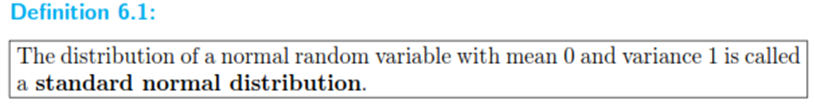 Definition 6.1:
The distribution of a normal random variable with mean 0 and variance 1 is called
a standard normal distribution.